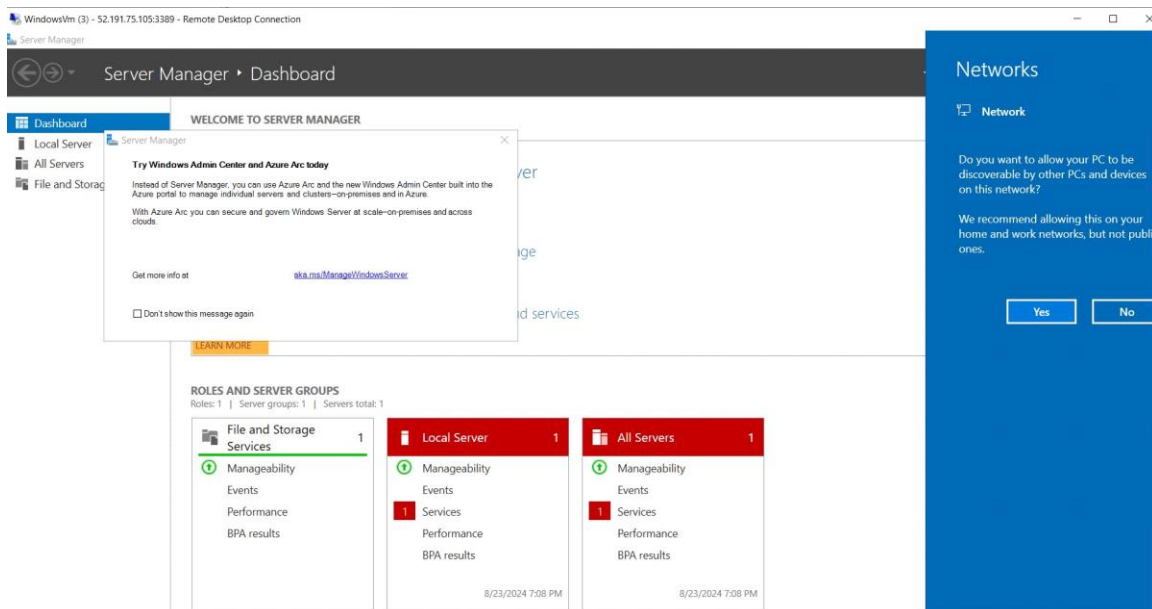 WindowsVm (3) - 52.191.75.105:3389 - Remote Desktop Connection
Server Manager
Server Manager • Dashboard
Dashboard
Local Server
All Servers
File and Storag
WELCOME TO SERVER MANAGER
Server Manager
Try Windows Admin Center and Azure Arc today
Instead of Server Manager, you can use Azure Arc and the new Windows Admin Center built into the
Azure portal to manage individual servers and clusters–on-premises and in Azure.
With Azure Arc you can secure and govern Windows Server at scale–on-premises and across
clouds.
Get more info at aka.ms/ManageWindowsServer
Don't show this message again
ver
age
d services
LEARN MORE
ROLES AND SERVER GROUPS
Roles: 1 | Server groups: 1 | Servers total: 1
File and Storage
Services 1
Manageability
Events
Performance
BPA results
Local Server 1
Manageability
Events
1 Services
Performance
BPA results
8/23/2024 7:08 PM
All Servers 1
Manageability
Events
1 Services
Performance
BPA results
8/23/2024 7:08 PM
Networks
Network
Do you want to allow your PC to be
discoverable by other PCs and devices
on this network?
We recommend allowing this on your
home and work networks, but not publi
ones.
Yes No